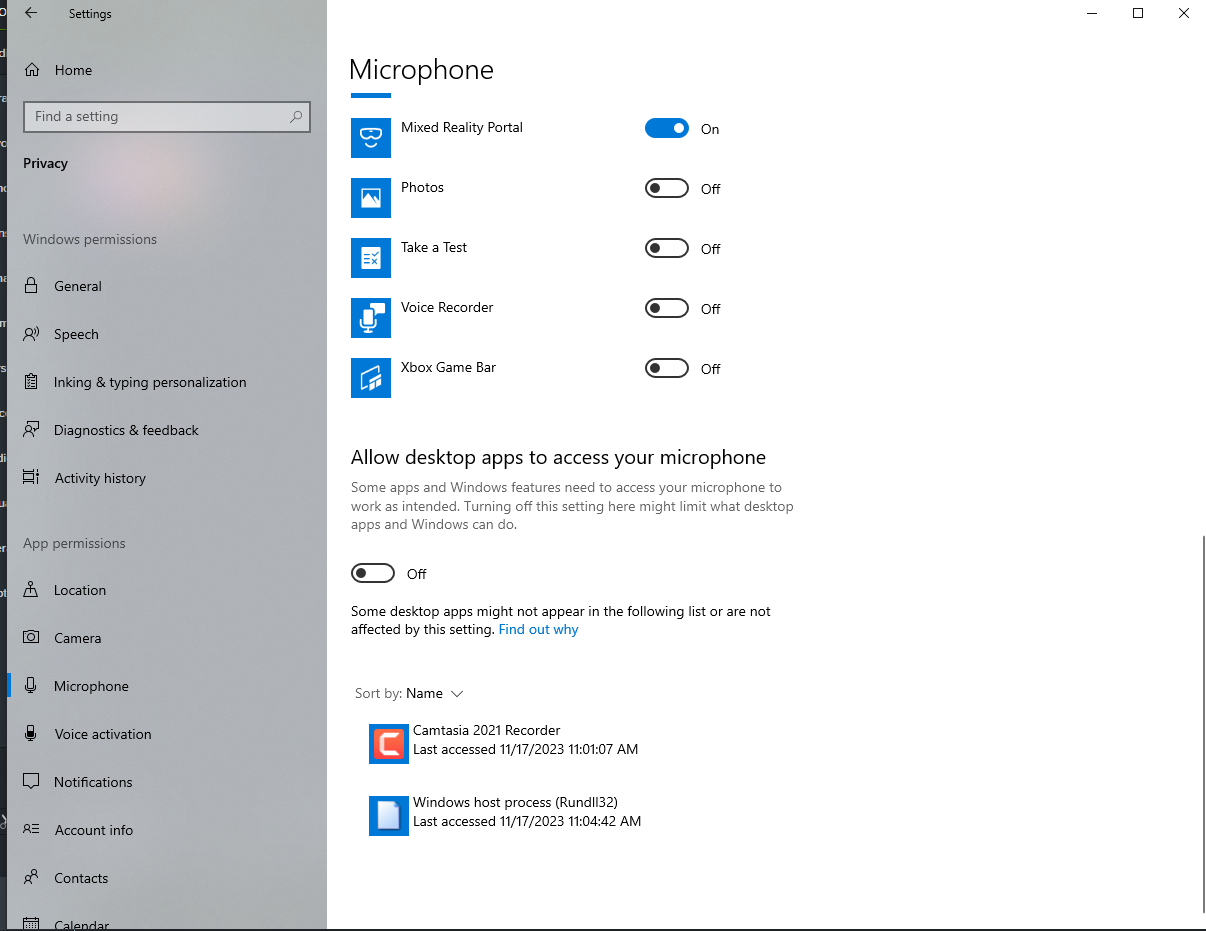 Settings
Home
Find a setting
Privacy
Windows permissions
General
Speech
Inking & typing personalization
Diagnostics & feedback
Activity history
App permissions
Location
Camera
Microphone
Voice activation
Notifications
Account info
Contacts
Calendar
Microphone
Mixed Reality Portal
On
Photos
Off
Take a Test
Off
Voice Recorder
Off
Xbox Game Bar
Off
Allow desktop apps to access your microphone
Some apps and Windows features need to access your microphone to
work as intended. Turning off this setting here might limit what desktop
apps and Windows can do.
Off
Some desktop apps might not appear in the following list or are not
affected by this setting. Find out why
Sort by: Name
Camtasia 2021 Recorder
Last accessed 11/17/2023 11:01:07 AM
Windows host process (Rundll32)
Last accessed 11/17/2023 11:04:42 AM